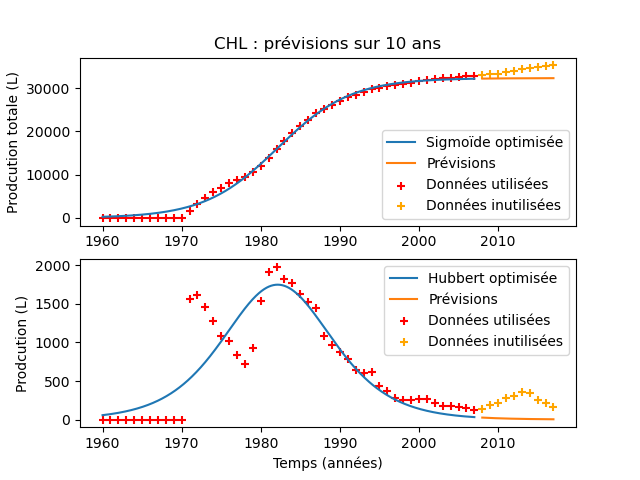 CHL : prévisions sur 10 ans
Prodcution totale (L)
30000
20000
10000
0
Sigmoïde optimisée
Prévisions
Données utilisées
Données inutilisées
1960 1970 1980 1990 2000 2010
Prodcution (L)
2000
1500
1000
500
0
Hubbert optimisée
Prévisions
Données utilisées
Données inutilisées
1960 1970 1980 1990 2000 2010
Temps (années)